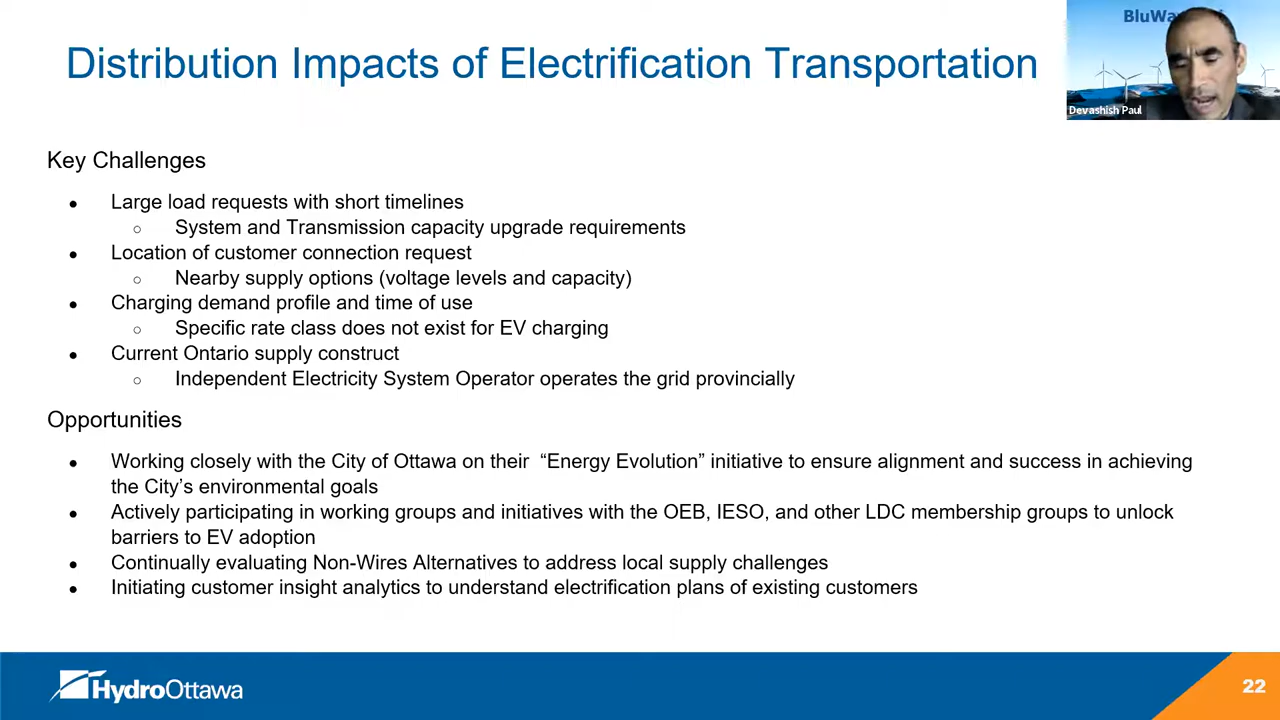 Distribution Impacts of Electrification Transportation
Devashish Paul
Key Challenges
● Large load requests with short timelines
○ System and Transmission capacity upgrade requirements
● Location of customer connection request
○ Nearby supply options (voltage levels and capacity)
● Charging demand profile and time of use
○ Specific rate class does not exist for EV charging
● Current Ontario supply construct
○ Independent Electricity System Operator operates the grid provincially
Opportunities
● Working closely with the City of Ottawa on their “Energy Evolution” initiative to ensure alignment and success in achieving
the City’s environmental goals
● Actively participating in working groups and initiatives with the OEB, IESO, and other LDC membership groups to unlock
barriers to EV adoption
● Continually evaluating Non-Wires Alternatives to address local supply challenges
● Initiating customer insight analytics to understand electrification plans of existing customers
HydroOttawa
22